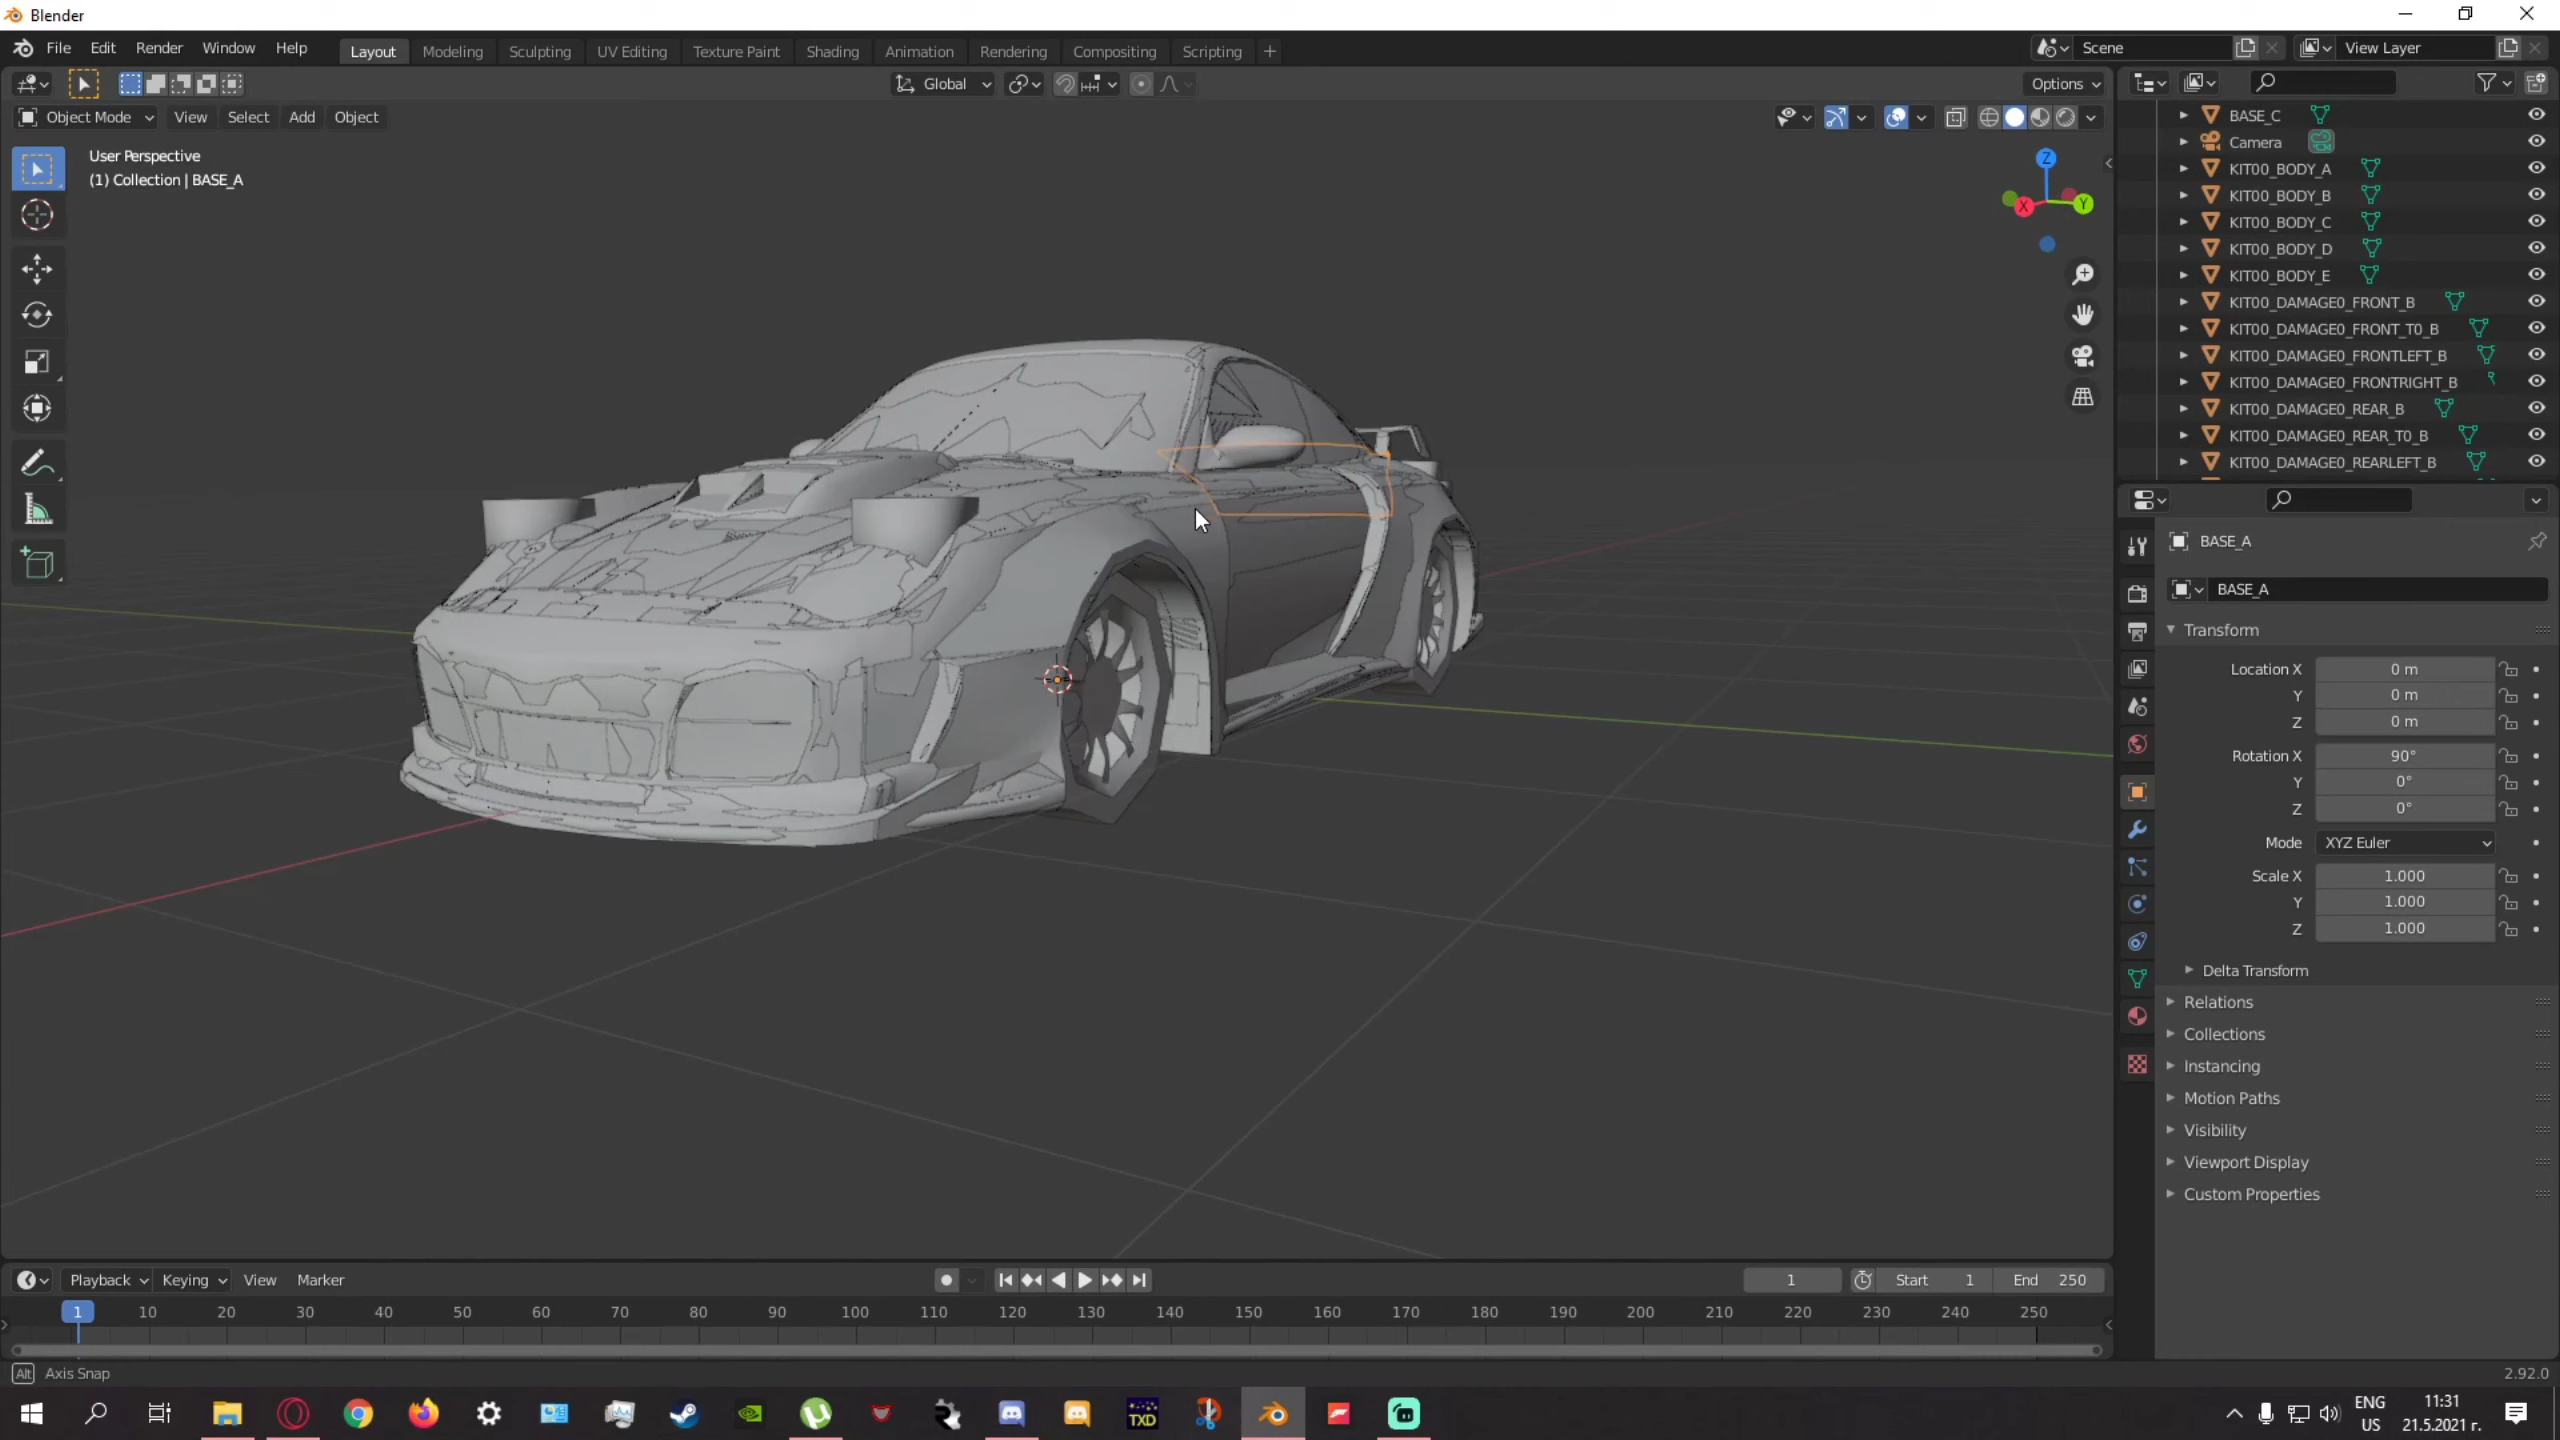 Blender
File Edit Render Window Help
Layout Modeling Sculpting UV Editing Texture Paint Shading Animation Rendering Compositing Scripting +
Scene
View Layer
Global
Options
Object Mode View Select Add Object
User Perspective
(1) Collection | BASE_A
Z
X
Y
BASE_C
Camera
KIT00_BODY_A
KIT00_BODY_B
KIT00_BODY_C
KIT00_BODY_D
KIT00_BODY_E
KIT00_DAMAGE0_FRONT_B
KIT00_DAMAGE0_FRONT_T0_B
KIT00_DAMAGE0_FRONTLEFT_B
KIT00_DAMAGE0_FRONTRIGHT_B
KIT00_DAMAGE0_REAR_B
KIT00_DAMAGE0_REAR_T0_B
KIT00_DAMAGE0_REARLEFT_B
BASE_A
BASE_A
Transform
Location X 0 m
Y 0 m
Z 0 m
Rotation X 90°
Y 0°
Z 0°
Mode XYZ Euler
Scale X 1.000
Y 1.000
Z 1.000
Delta Transform
Relations
Collections
Instancing
Motion Paths
Visibility
Viewport Display
Custom Properties
Playback Keying View Marker
1 Start 1 End 250
1 10 20 30 40 50 60 70 80 90 100 110 120 130 140 150 160 170 180 190 200 210 220 230 240 250
Alt Axis Snap
2.92.0
TXD
ENG
US
11:31
21.5.2021 г.